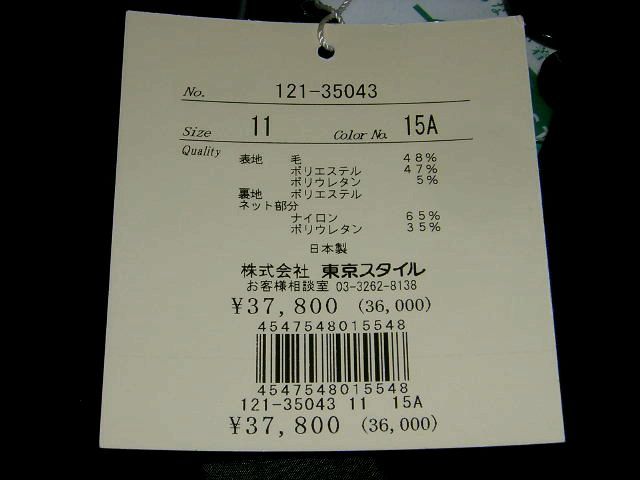 No. 121-35043
Size 11 Color No. 15A
Quality
表地 毛 48%
ポリエステル 47%
ポリウレタン 5%
裏地 ポリエステル
ネット部分
ナイロン 65%
ポリウレタン 35%
日本製
株式会社 東京スタイル
お客様相談室 03-3262-8138
¥37,800 (36,000)
4547548015548
4547548015548
121-35043 11 15A
¥37,800 (36,000)